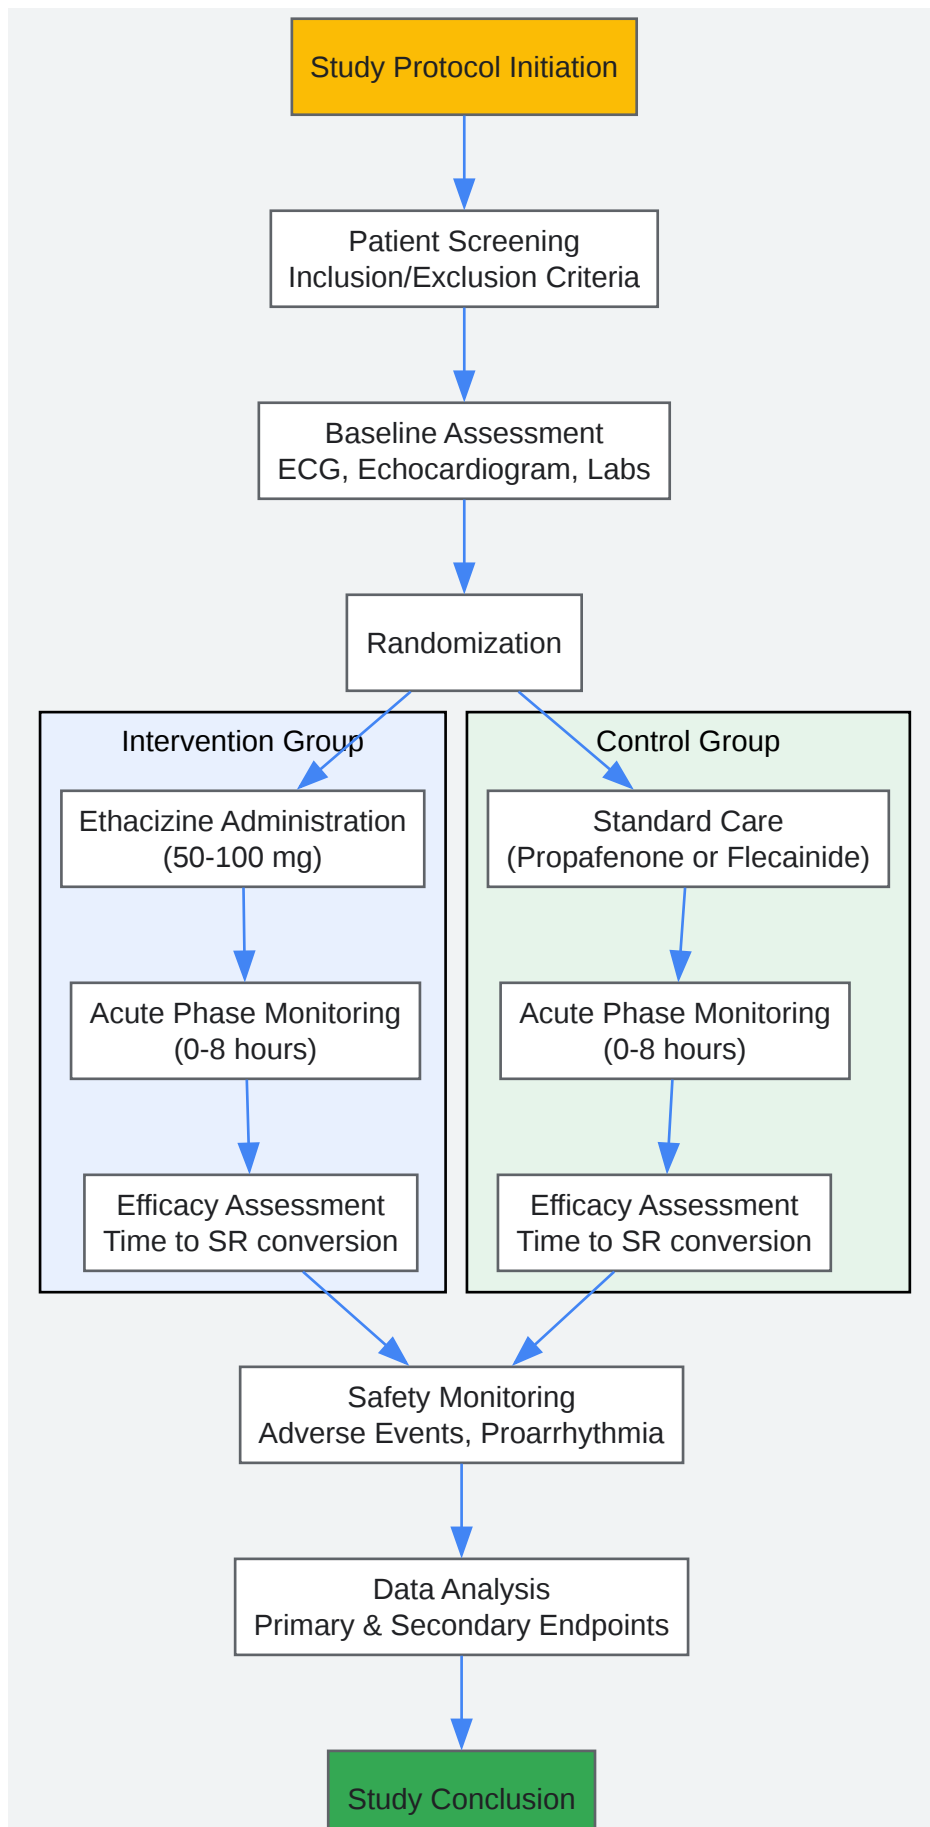 Study Protocol Initiation
Patient Screening
Inclusion/Exclusion Criteria
Baseline Assessment
ECG, Echocardiogram, Labs
Randomization
Intervention Group
Ethacizine Administration
(50-100 mg)
Acute Phase Monitoring
(0-8 hours)
Efficacy Assessment
Time to SR conversion
Control Group
Standard Care
(Propafenone or Flecainide)
Acute Phase Monitoring
(0-8 hours)
Efficacy Assessment
Time to SR conversion
Safety Monitoring
Adverse Events, Proarrhythmia
Data Analysis
Primary & Secondary Endpoints
Study Conclusion